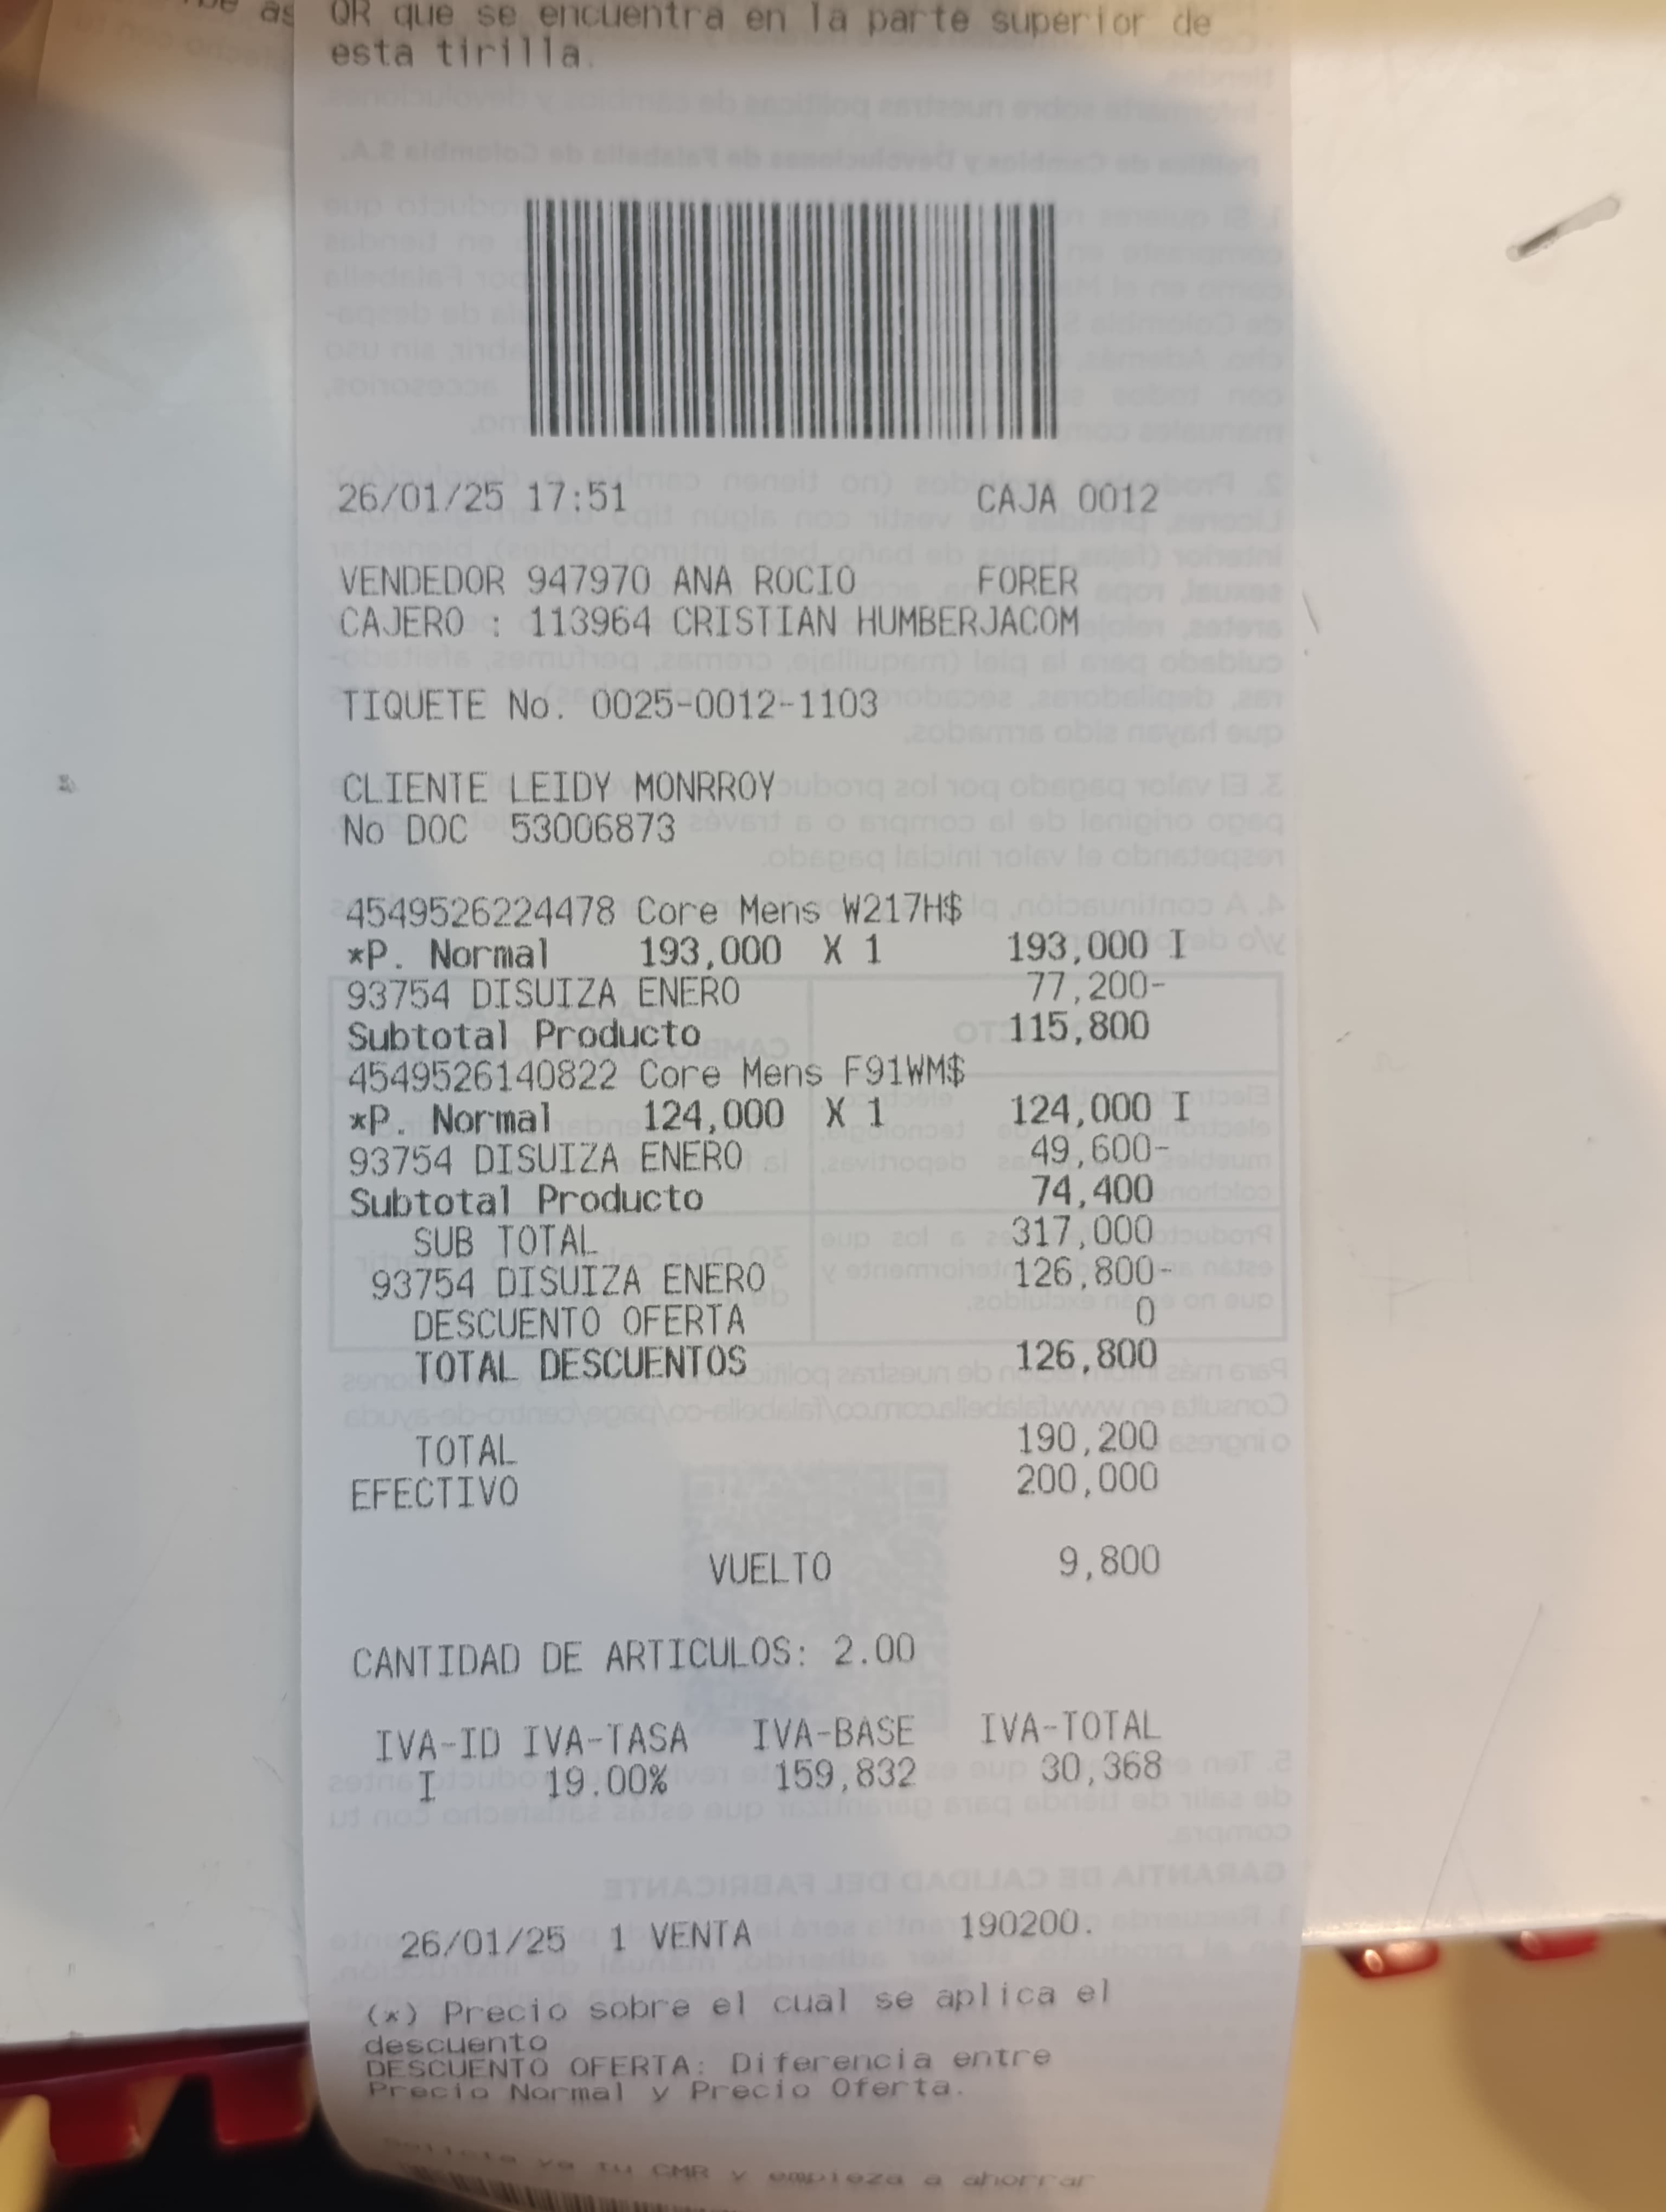 QR que se encuentra en la parte superior de
esta tirilla.
26/01/25 17:51 CAJA 0012
VENDEDOR 947970 ANA ROCIO FORER
CAJERO : 113964 CRISTIAN HUMBERJACOM
TIQUETE No. 0025-0012-1103
CLIENTE LEIDY MONRROY
No DOC 53006873
4549526224478 Core Mens W217H$
*P. Normal 193,000 X 1 193,000 I
93754 DISUIZA ENERO 77,200-
Subtotal Producto 115,800
4549526140822 Core Mens F91WM$
*P. Normal 124,000 X 1 124,000 I
93754 DISUIZA ENERO 49,600-
Subtotal Producto 74,400
SUB TOTAL 317,000
93754 DISUIZA ENERO 126,800-
DESCUENTO OFERTA 0
TOTAL DESCUENTOS 126,800
TOTAL 190,200
EFECTIVO 200,000
VUELTO 9,800
CANTIDAD DE ARTICULOS: 2.00
IVA-ID IVA-TASA IVA-BASE IVA-TOTAL
I 19.00% 159,832 30,368
26/01/25 1 VENTA 190200.
(*) Precio sobre el cual se aplica el
descuento
DESCUENTO OFERTA: Diferencia entre
Precio Normal y Precio Oferta.
ya tu CMR y empieza a ahorrar